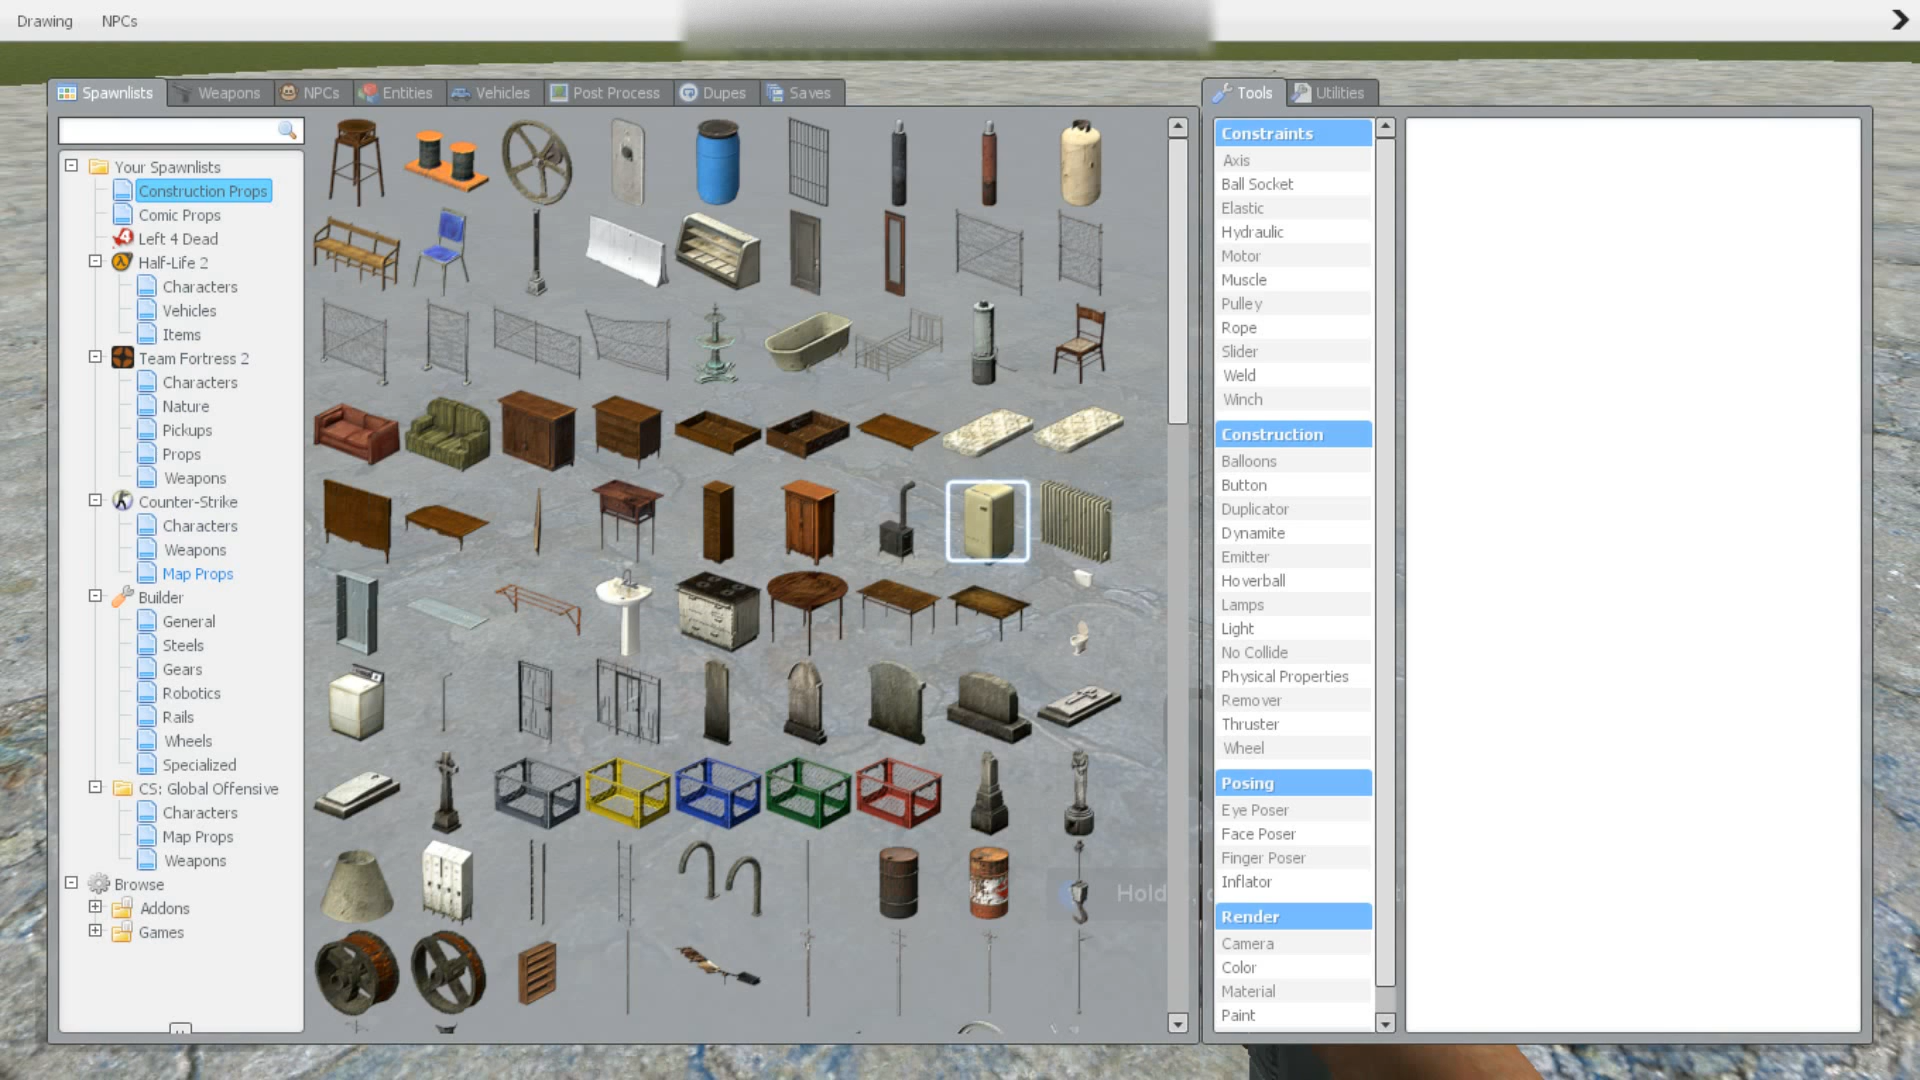 Drawing NPCs
Spawnlists Weapons NPCs Entities Vehicles Post Process Dupes Saves
Your Spawnlists
Construction Props
Comic Props
Left 4 Dead
Half-Life 2
Characters
Vehicles
Items
Team Fortress 2
Characters
Nature
Pickups
Props
Weapons
Counter-Strike
Characters
Weapons
Map Props
Builder
General
Steels
Gears
Robotics
Rails
Wheels
Specialized
CS: Global Offensive
Characters
Map Props
Weapons
Browse
Addons
Games
Hold
Tools Utilities
Constraints
Axis
Ball Socket
Elastic
Hydraulic
Motor
Muscle
Pulley
Rope
Slider
Weld
Winch
Construction
Balloons
Button
Duplicator
Dynamite
Emitter
Hoverball
Lamps
Light
No Collide
Physical Properties
Remover
Thruster
Wheel
Posing
Eye Poser
Face Poser
Finger Poser
Inflator
Render
Camera
Color
Material
Paint